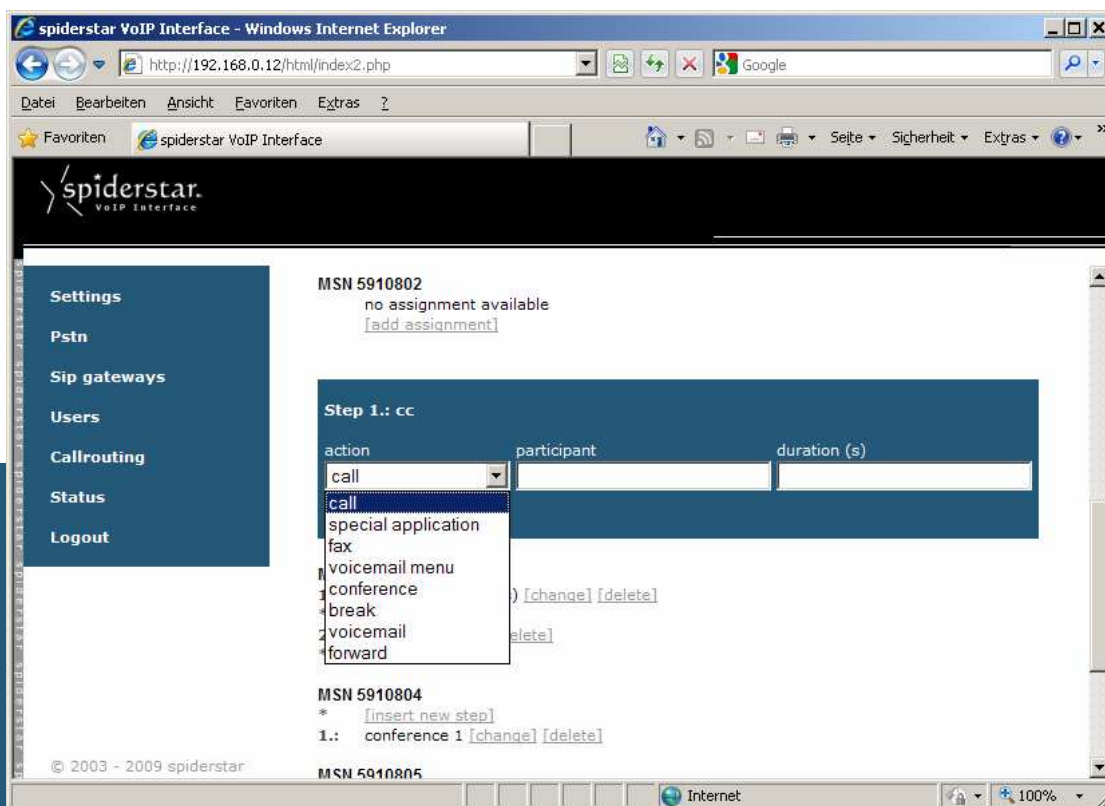 spiderstar VoIP Interface - Windows Internet Explorer
http://192.168.0.12/html/index2.php
Google
Datei Bearbeiten Ansicht Favoriten Extras ?
Favoriten spiderstar VoIP Interface Seite Sicherheit Extras
spiderstar.
VoIP Interface
Settings
Pstn
Sip gateways
Users
Callrouting
Status
Logout
© 2003 - 2009 spiderstar
MSN 5910802
no assignment available
[add assignment]
Step 1.: cc
action participant duration (s)
call
call
special application
fax
voicemail menu
conference
break
voicemail
forward
) [change] [delete]
elete]
MSN 5910804
* [insert new step]
1.: conference 1 [change] [delete]
MSN 5910805
Internet 100%